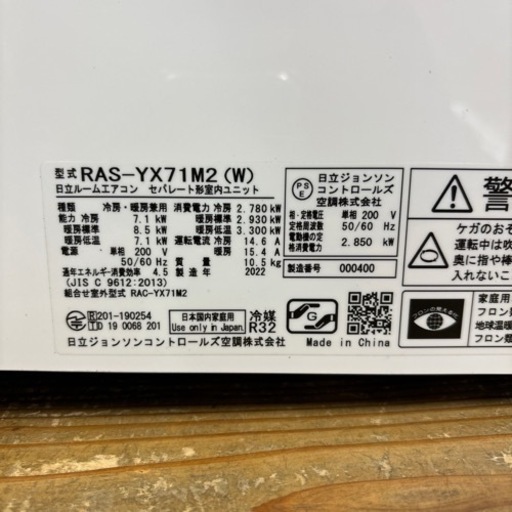 型式 RAS-YX71M2 (W)
日立ルームエアコン セパレート形室内ユニット
種類 冷房・暖房兼用 消費電力 冷房 2.780 kW
能力 冷房 7.1 kW 暖房標準 2.930 kW
暖房標準 8.5 kW 暖房低温 3.300 kW
暖房低温 7.1 kW 運転電流 冷房 14.6 A
電源 単相 200 V 暖房 15.4 A
50/60 Hz 質量 10.5 kg
通年エネルギー消費効率 4.5 2022
(JIS C 9612:2013)
組合せ室外型式 RAC-YX71M2
R 201-190254
T 19 0068 201
日本国内家庭用
Use only in Japan.
冷媒
R32
日立ジョンソンコントロールズ空調株式会社
PSE
日立ジョンソン
コントロールズ
空調株式会社
相・定格電圧 単相 200 V
定格周波数 50/60 Hz
電動機の定格消費電力 2.850 kW
製造番号 000400
G
Made in China
警
ケガのおそ
運転中は吹
奥に指や棒
入れないこ
フロンの見える化
家庭用
フロン類
地球温暖
フロン類